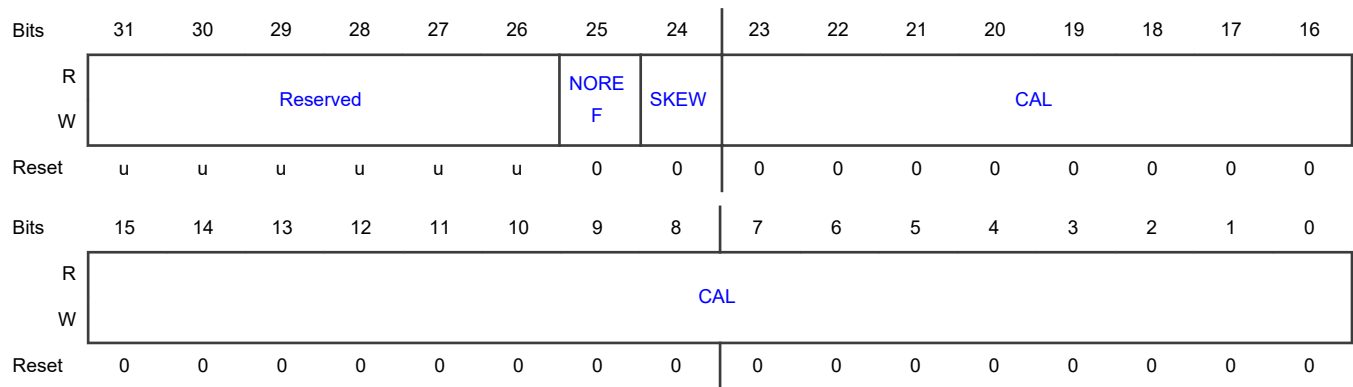 Bits 31 30 29 28 27 26 25 24 23 22 21 20 19 18 17 16
R
Reserved NORE SKEW CAL
F
W
Reset u u u u u u 0 0 0 0 0 0 0 0 0 0
Bits 15 14 13 12 11 10 9 8 7 6 5 4 3 2 1 0
R
CAL
W
Reset 0 0 0 0 0 0 0 0 0 0 0 0 0 0 0 0